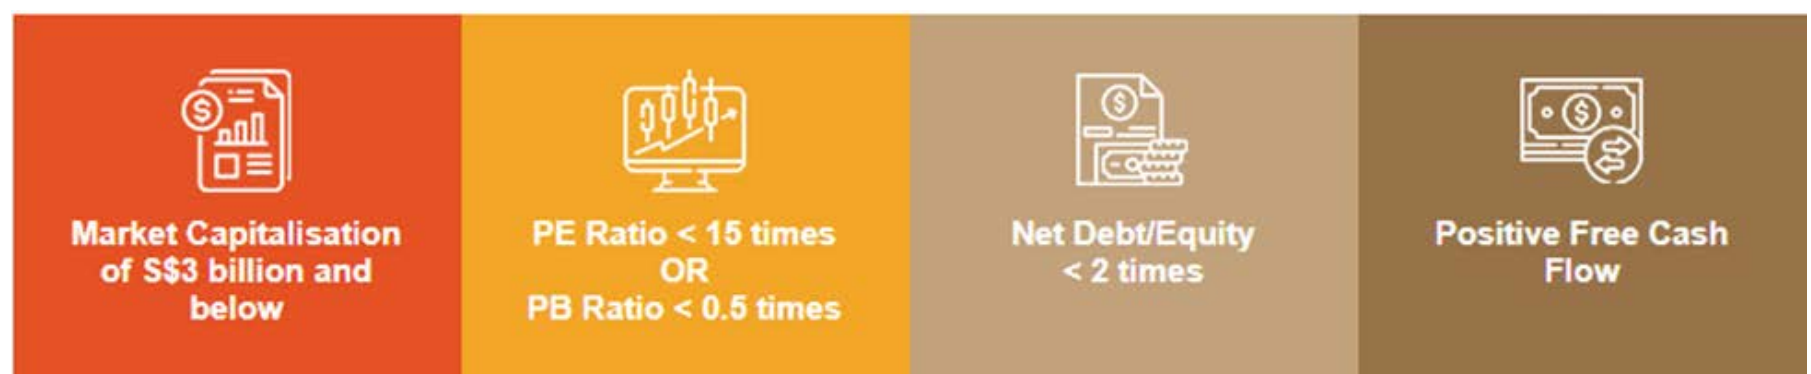 Market Capitalisation
of S$3 billion and
below
PE Ratio < 15 times
OR
PB Ratio < 0.5 times
Net Debt/Equity
< 2 times
Positive Free Cash
Flow